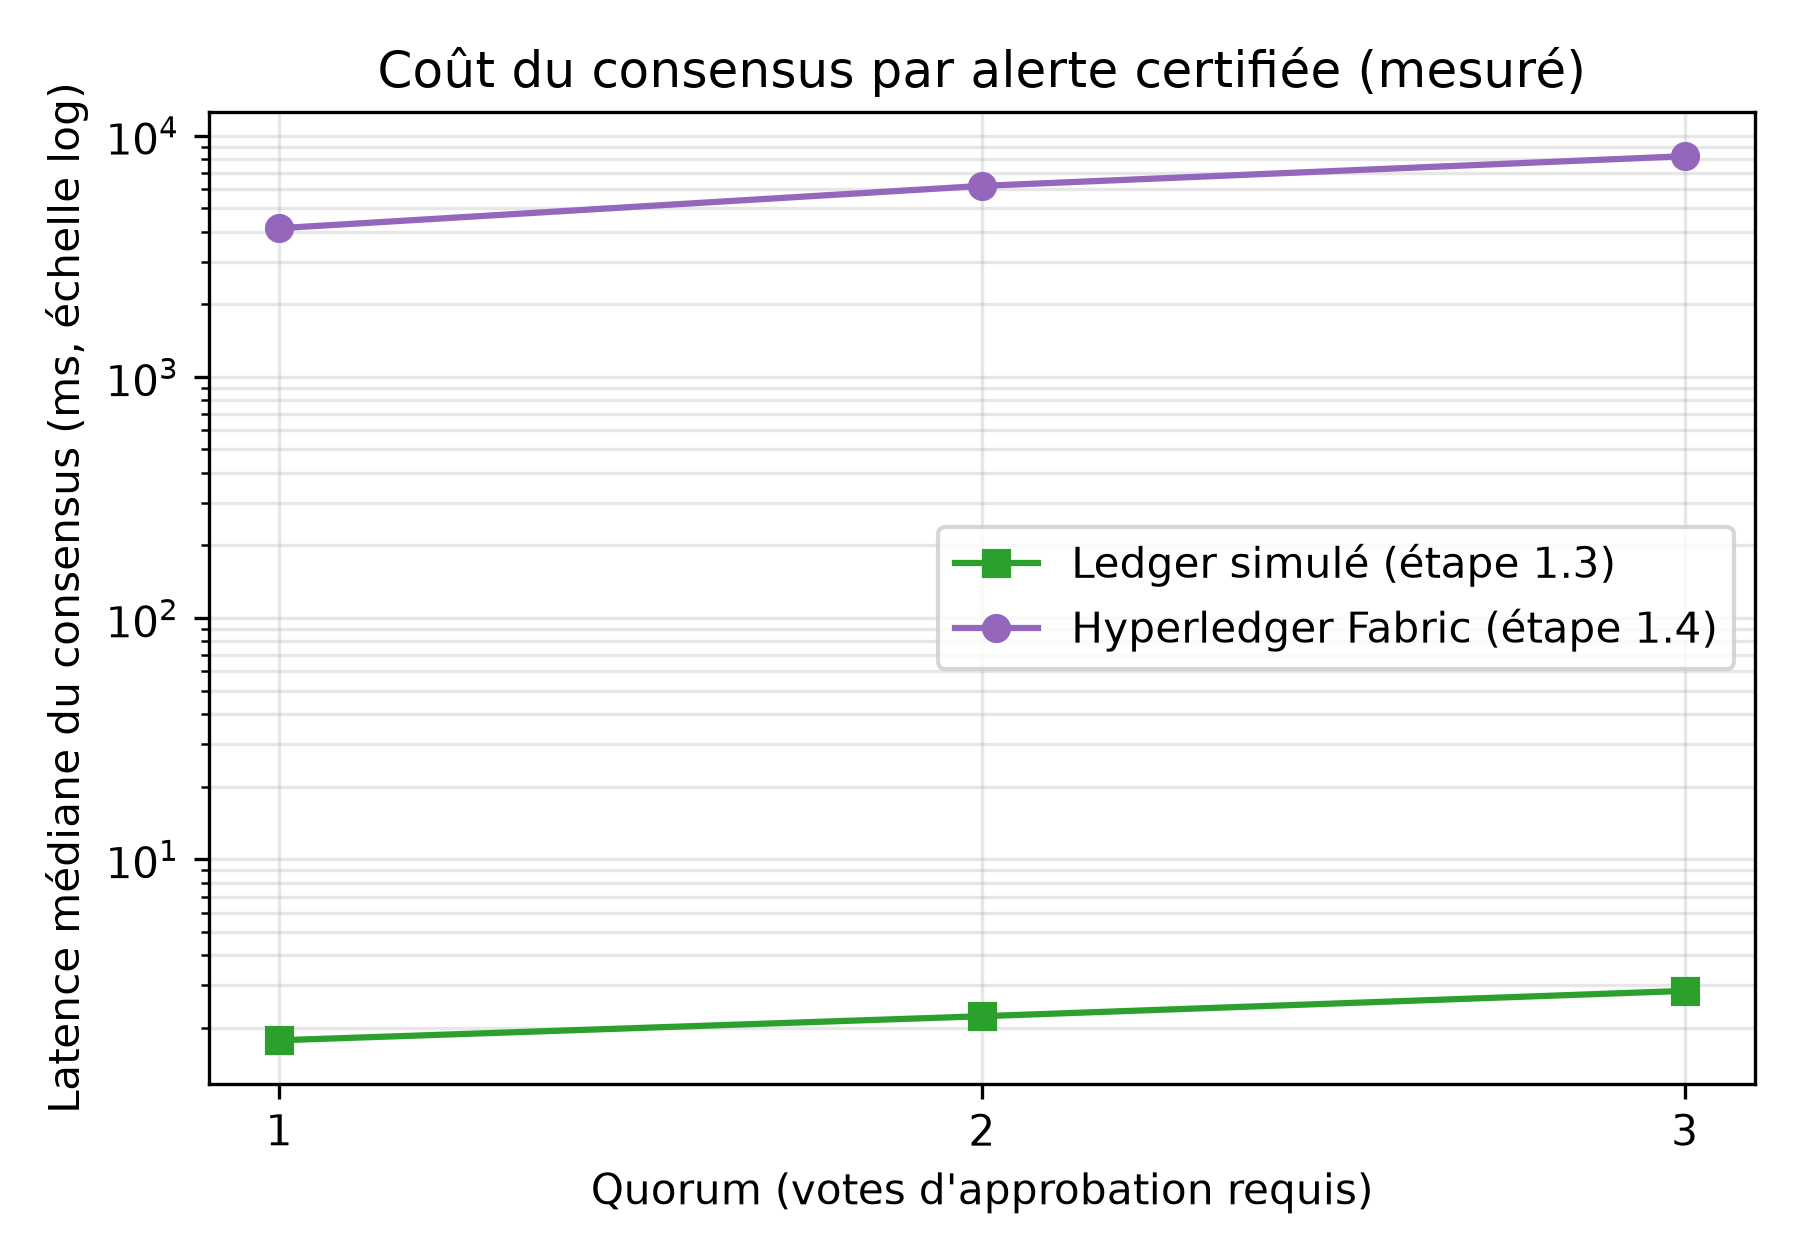 Coût du consensus par alerte certifiée (mesuré)
Latence médiane du consensus (ms, échelle log)
10⁴
10³
10²
10¹
Ledger simulé (étape 1.3)
Hyperledger Fabric (étape 1.4)
1 2 3
Quorum (votes d'approbation requis)